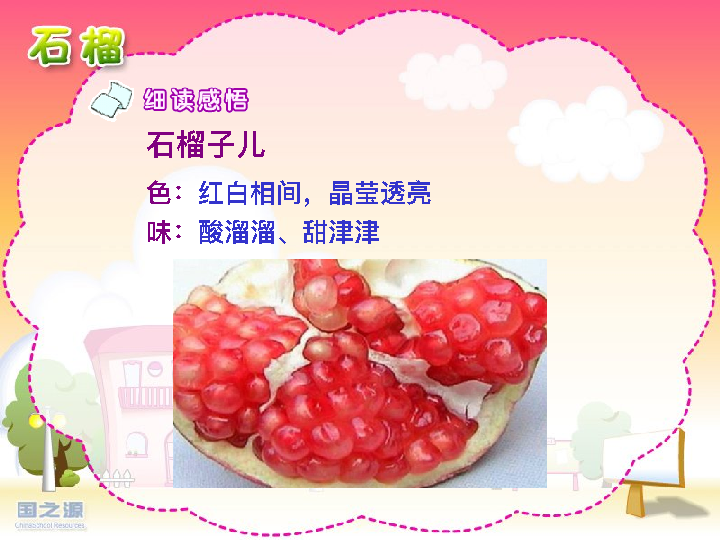 石榴
细读感悟
石榴子儿
色：红白相间，晶莹透亮
味：酸溜溜、甜津津
国之源
ChinaSchool Resources